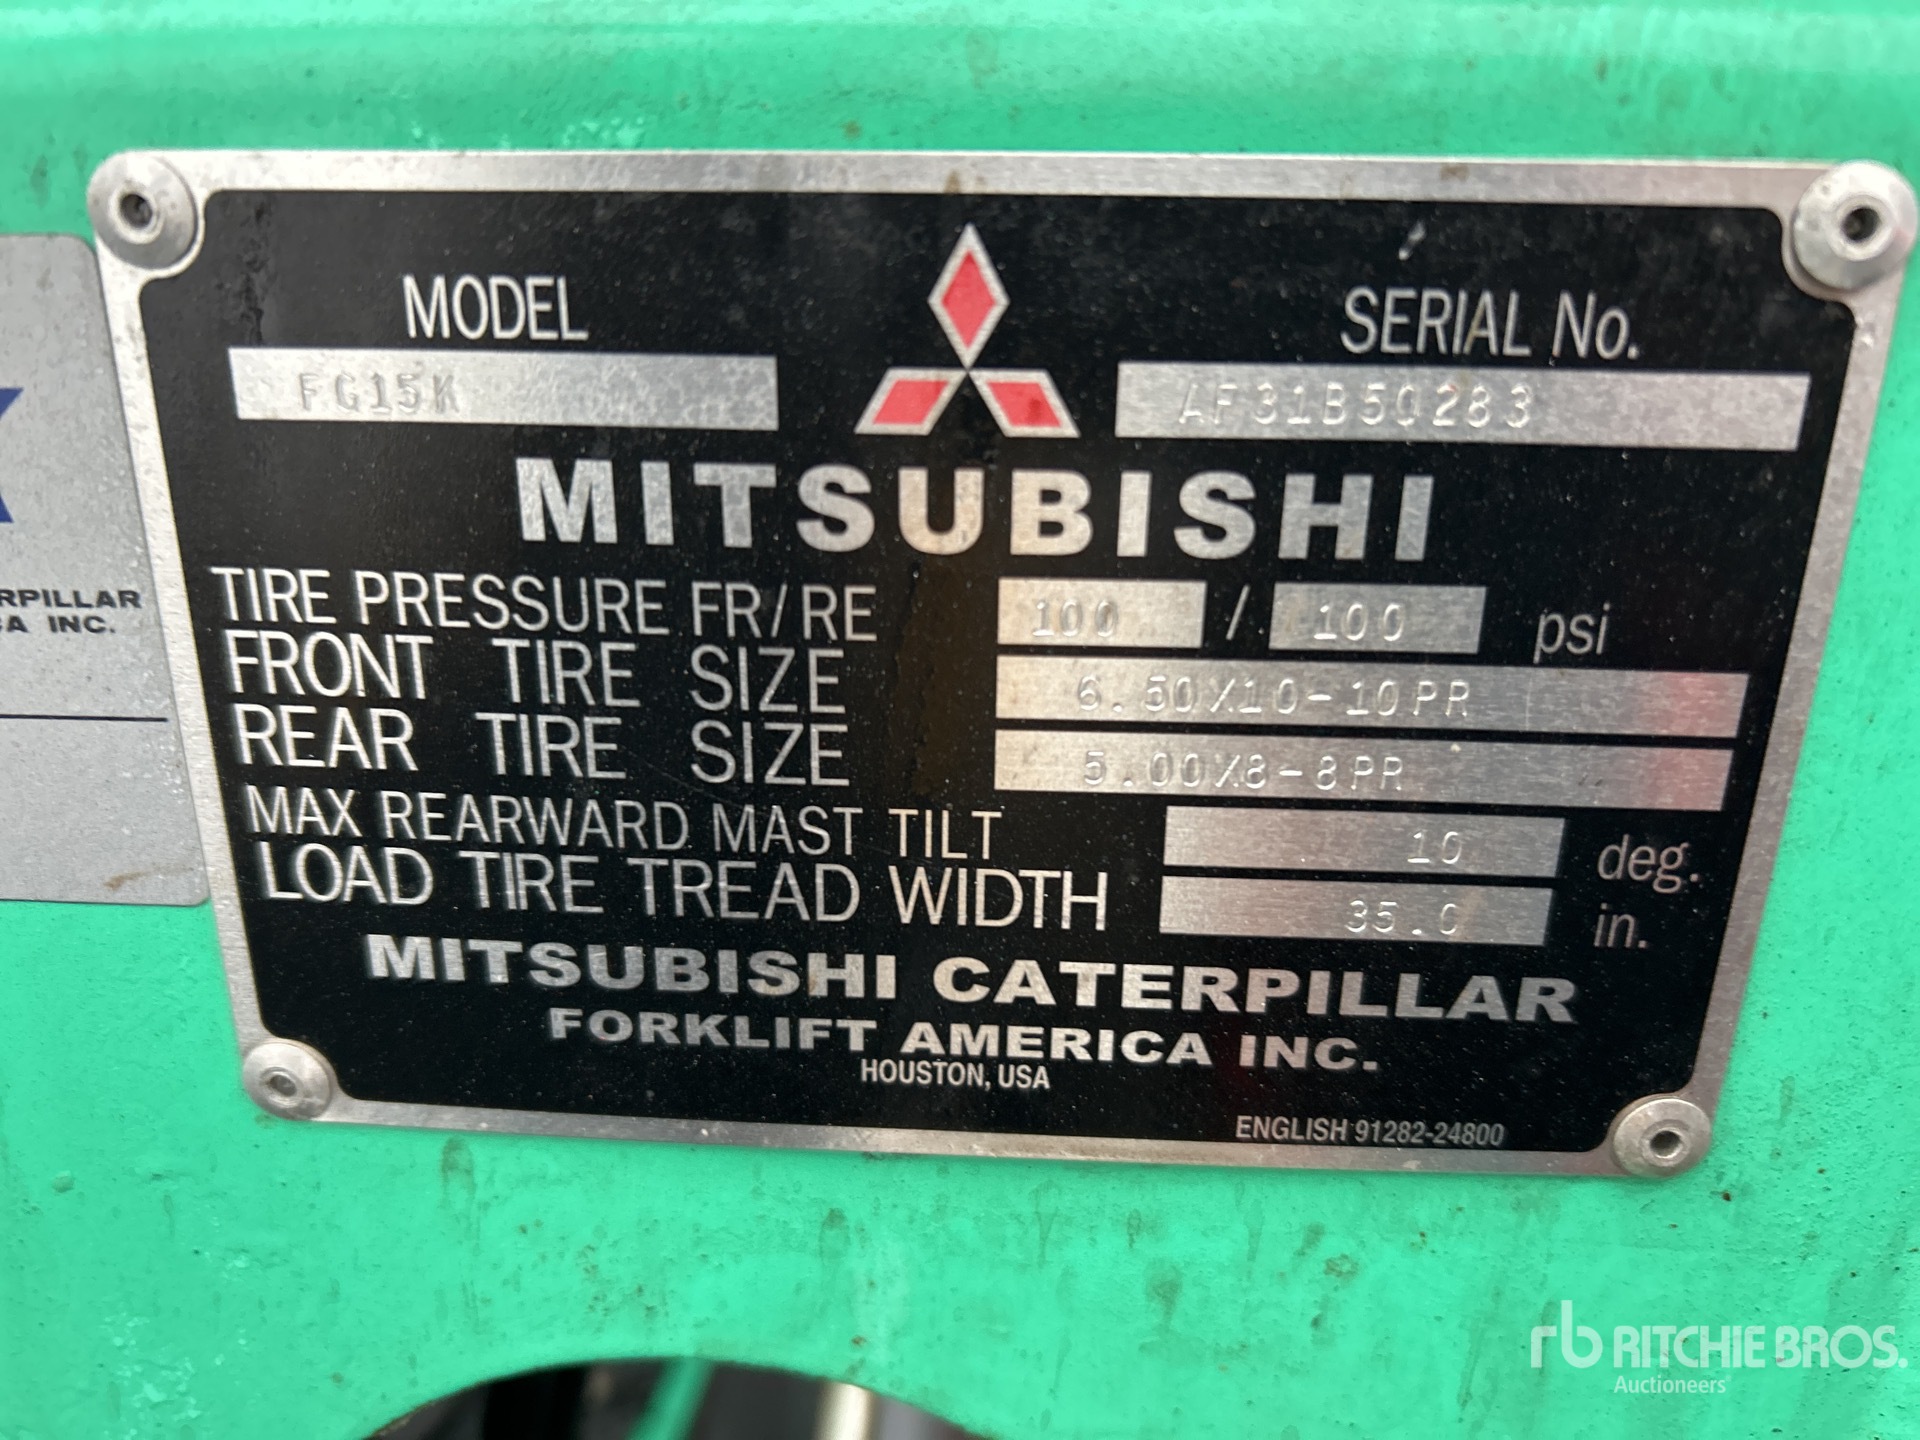 MODEL
SERIAL No.
FG15K
AF31B50283
MITSUBISHI
TIRE PRESSURE FR/RE 100 / 100 psi
FRONT TIRE SIZE 6.50X10-10PR
REAR TIRE SIZE 5.00X8-8PR
MAX REARWARD MAST TILT 10 deg.
LOAD TIRE TREAD WIDTH 35.0 in.
MITSUBISHI CATERPILLAR
FORKLIFT AMERICA INC.
HOUSTON, USA
ENGLISH 91282-24800
RPILLAR
CA INC.
rb RITCHIE BROS.
Auctioneers